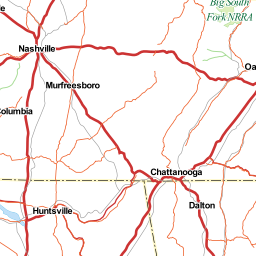 Big South
Fork NRRA
Nashville
Oa
Murfreesboro
Columbia
Chattanooga
Dalton
Huntsville